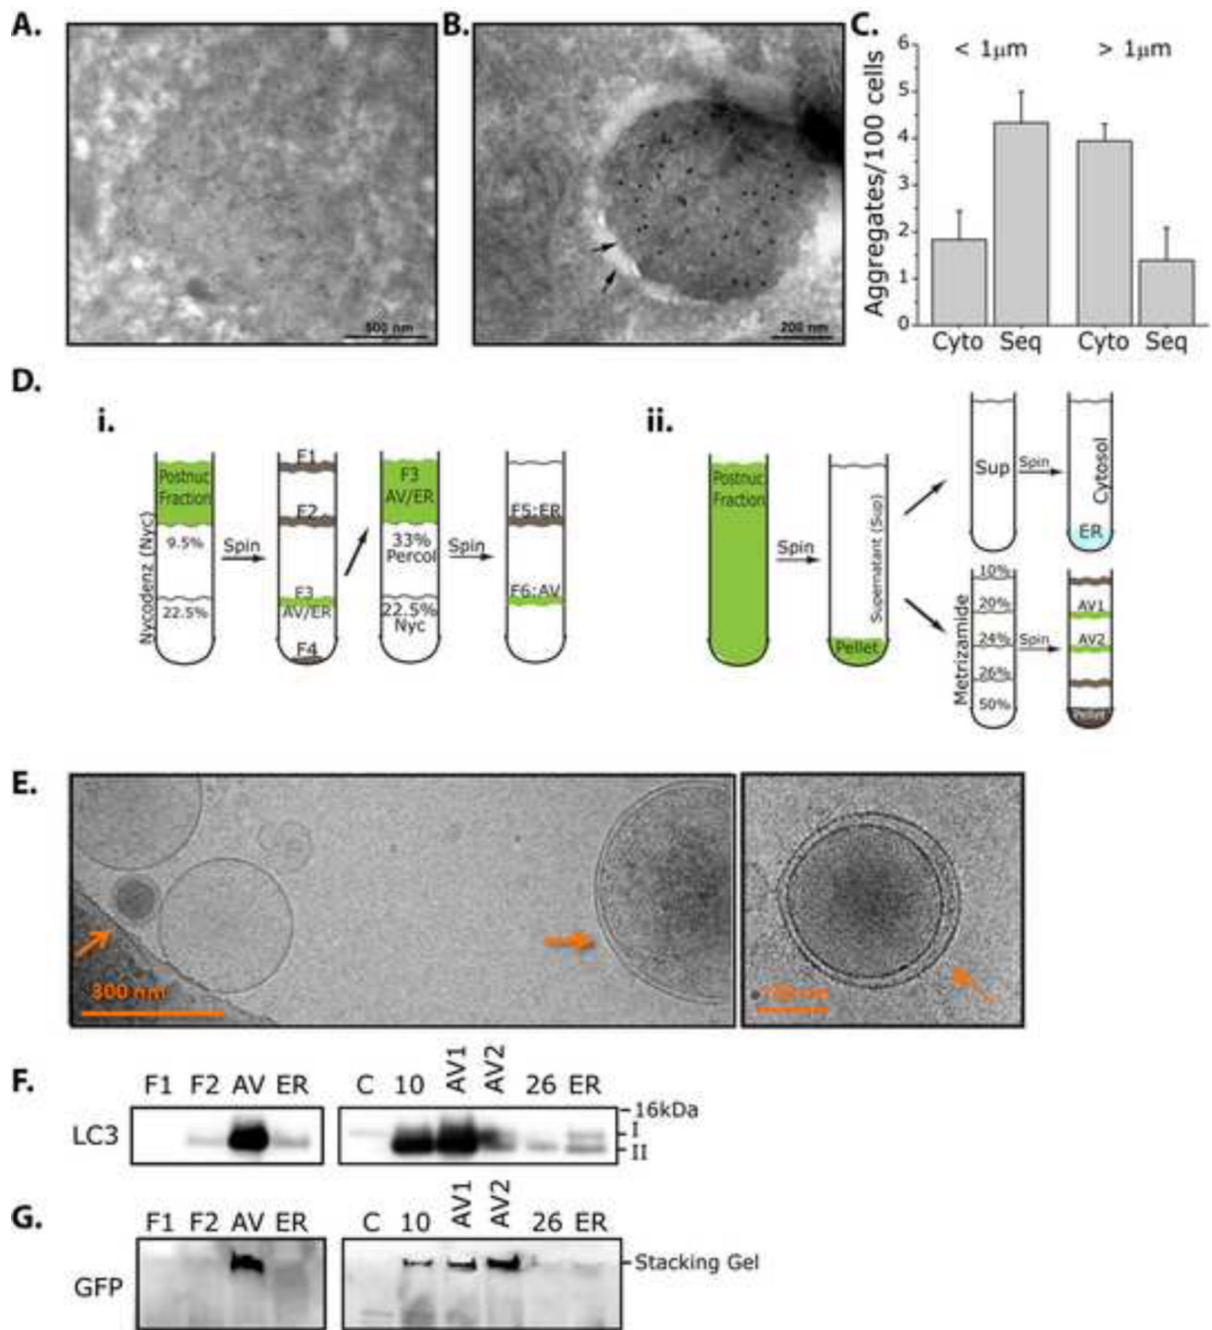 A.
B.
C.
500 nm
200 nm
Aggregates/100 cells
< 1μm
> 1μm
6
5
4
3
2
1
0
Cyto
Seq
Cyto
Seq
D.
i.
Nycodenz (Nyc)
Postnuc.
Fraction
9.5%
22.5%
Spin
F1
F2
F3
AV/ER
F4
F3
AV/ER
33%
Percol
22.5%
Nyc
Spin
F5:ER
F6:AV
ii.
Postnuc.
Fraction
Spin
Supernatant (Sup)
Pellet
Sup
Spin
Cytosol
ER
Metrizamide
10%
20%
24%
26%
50%
Spin
AV1
AV2
Pellet
E.
300 nm
F.
F1 F2 AV ER
C 10 AV1 AV2 26 ER
LC3
16kDa
I
II
G.
F1 F2 AV ER
C 10 AV1 AV2 26 ER
GFP
Stacking Gel